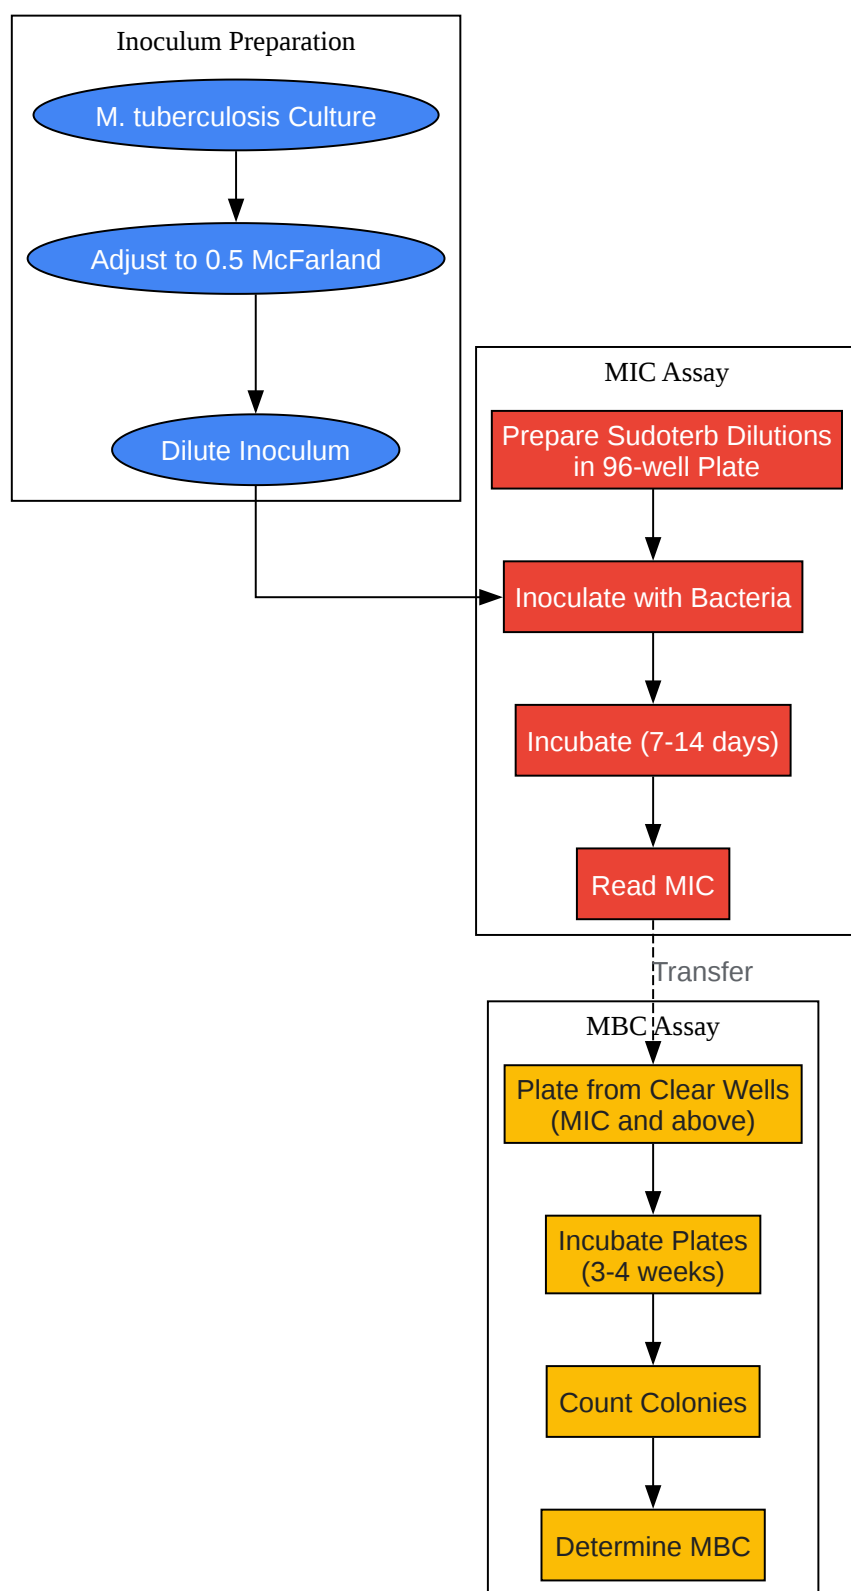 Inoculum Preparation
M. tuberculosis Culture
Adjust to 0.5 McFarland
Dilute Inoculum
MIC Assay
Prepare Sudoterb Dilutions
in 96-well Plate
Inoculate with Bacteria
Incubate (7-14 days)
Read MIC
Transfer
MBC Assay
Plate from Clear Wells
(MIC and above)
Incubate Plates
(3-4 weeks)
Count Colonies
Determine MBC